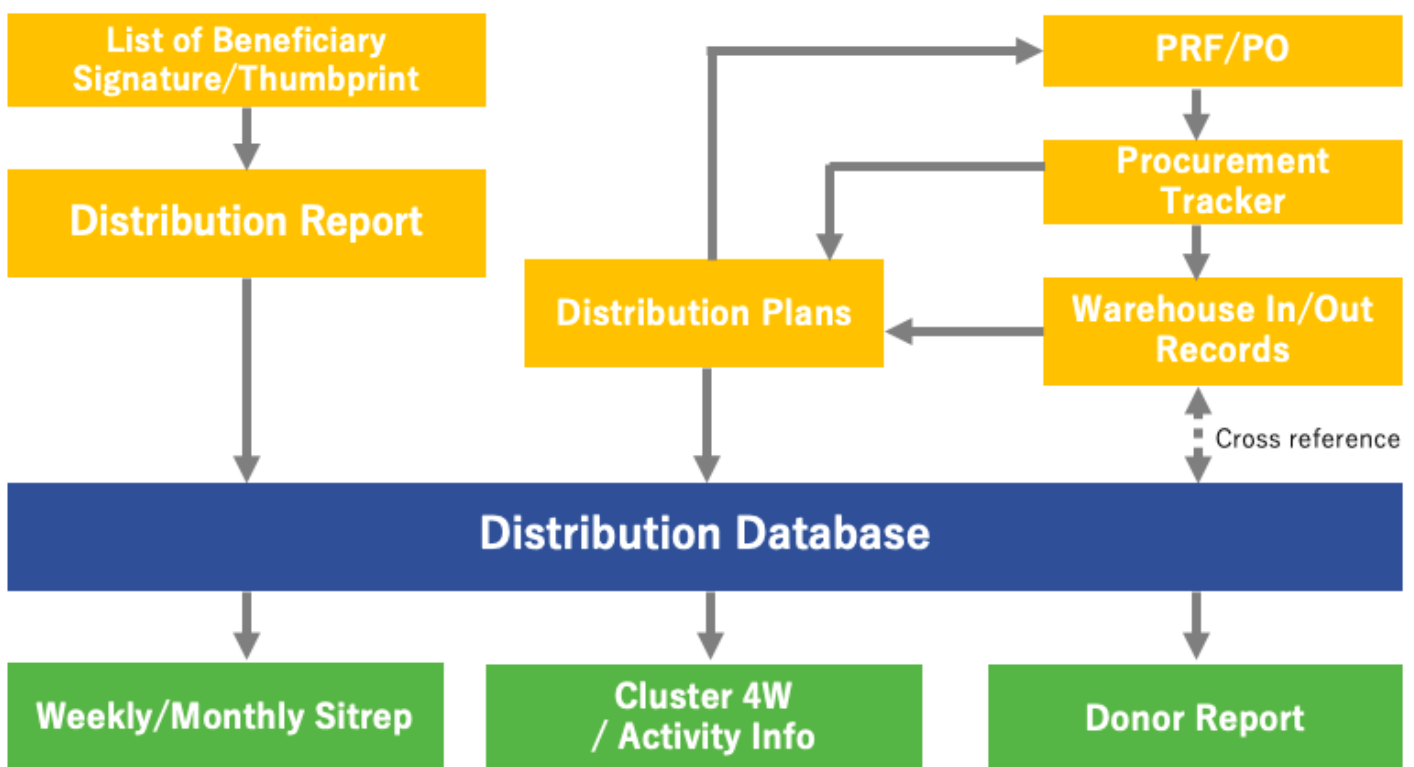 List of Beneficiary
Signature/Thumbprint
PRF/PO
Distribution Report
Procurement
Tracker
Distribution Plans
Warehouse In/Out
Records
Cross reference
Distribution Database
Weekly/Monthly Sitrep
Cluster 4W
/ Activity Info
Donor Report